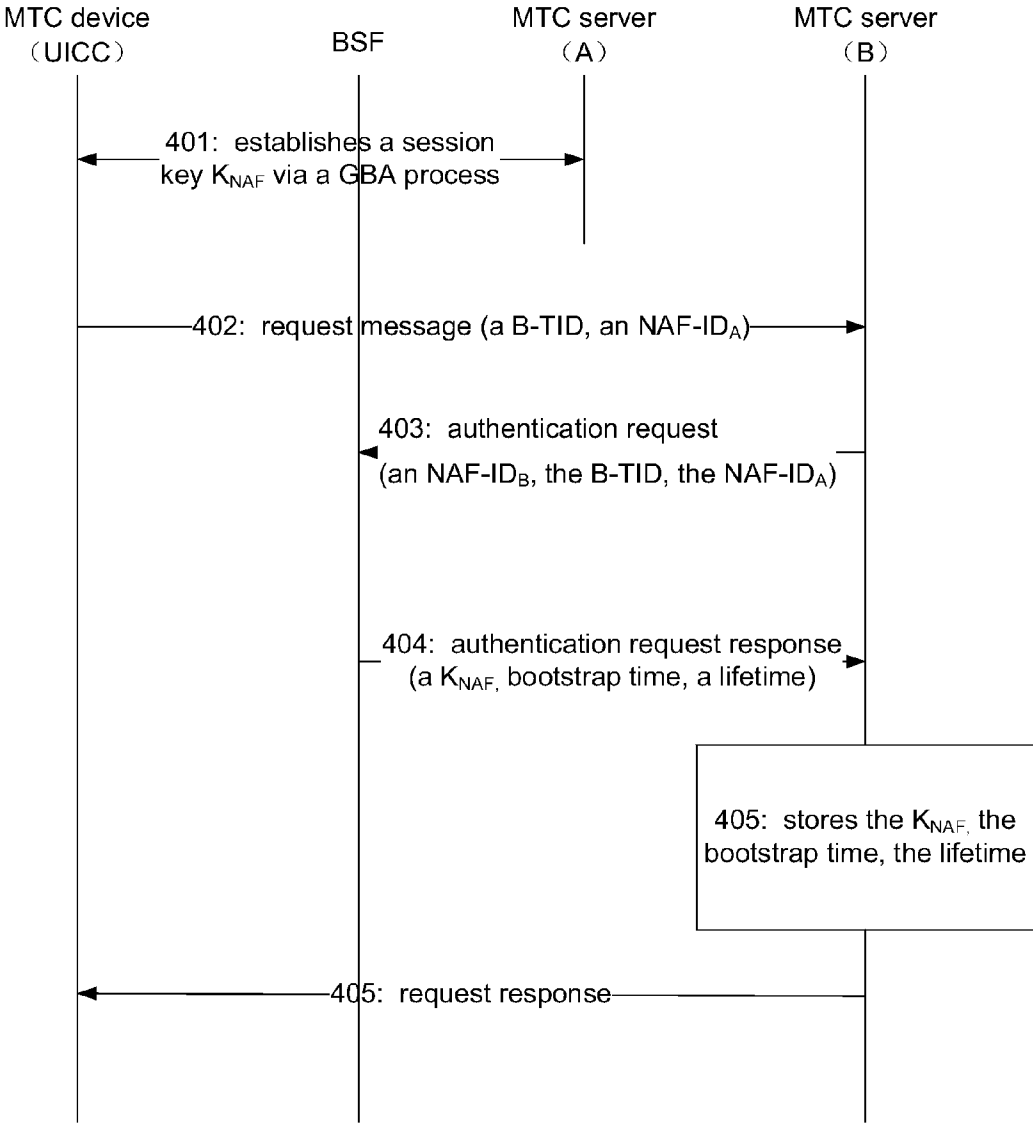 MTC device
（UICC）
BSF
MTC server
（A）
MTC server
（B）
401: establishes a session
key KNAF via a GBA process
402: request message (a B-TID, an NAF-IDA)
403: authentication request
(an NAF-IDB, the B-TID, the NAF-IDA)
404: authentication request response
(a KNAF, bootstrap time, a lifetime)
405: stores the KNAF, the
bootstrap time, the lifetime
405: request response